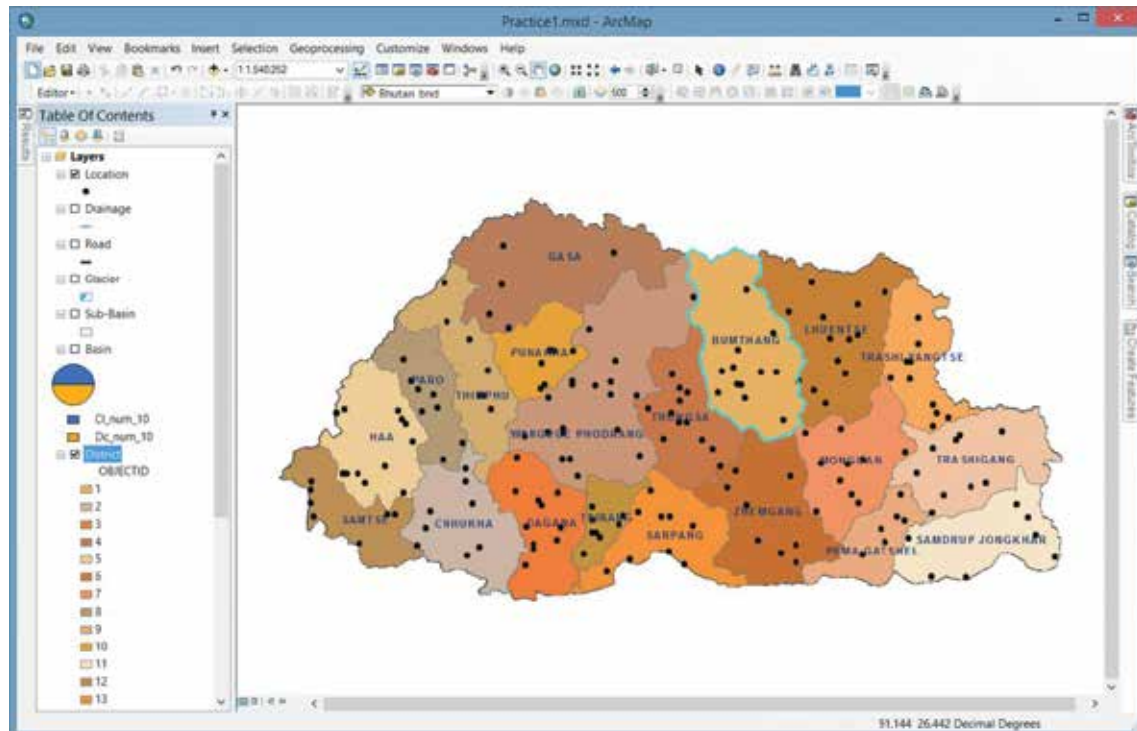 Practice1.mxd - ArcMap
File Edit View Bookmarks Insert Selection Geoprocessing Customize Windows Help
1:1,540,202
Editor
Bhutan bnd
500
Results
Table Of Contents
Layers
Location
Drainage
Road
Glacier
Sub-Basin
Basin
Cl_num_10
Dc_num_10
District
OBJECTID
1
2
3
4
5
6
7
8
9
10
11
12
13
GASA
BUMTHANG
LHUENTSE
PUNAKHA
TRASHI YANGTSE
PARO
THIMPHU
TRONGSA
HAA
WANGDUE PHODRANG
MONGGAR
TRASHIGANG
SAMTSE
CHHUKHA
DAGANA
TSIRANG
SARPANG
ZHEMGANG
PEMA GATSHEL
SAMDRUP JONGKHAR
ArcToolbox
Catalog
Search
Create Features
91.144 26.442 Decimal Degrees